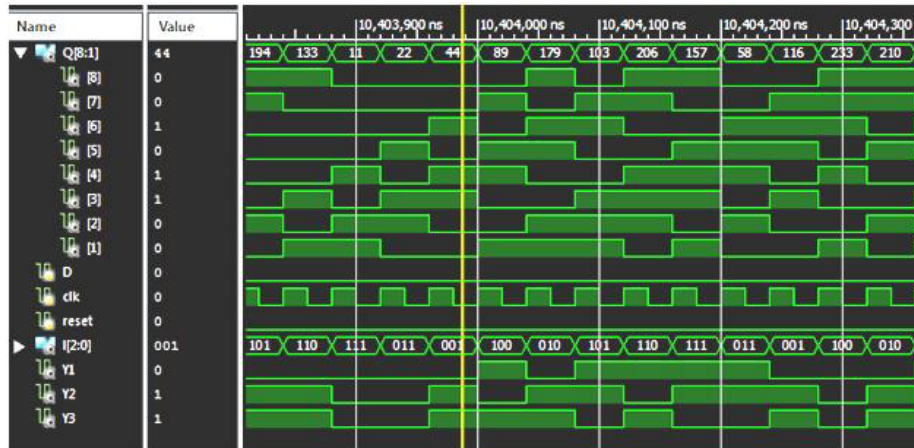 Name Value 10,403,900 ns 10,404,000 ns 10,404,100 ns 10,404,200 ns 10,404,300
Q[8:1] 44 194 133 11 22 44 89 179 103 206 157 58 116 233 210
[8] 0
[7] 0
[6] 1
[5] 0
[4] 1
[3] 1
[2] 0
[1] 0
D 0
clk 0
reset 0
I[2:0] 001 101 110 111 011 001 100 010 101 110 111 011 001 100 010
Y1 0
Y2 1
Y3 1